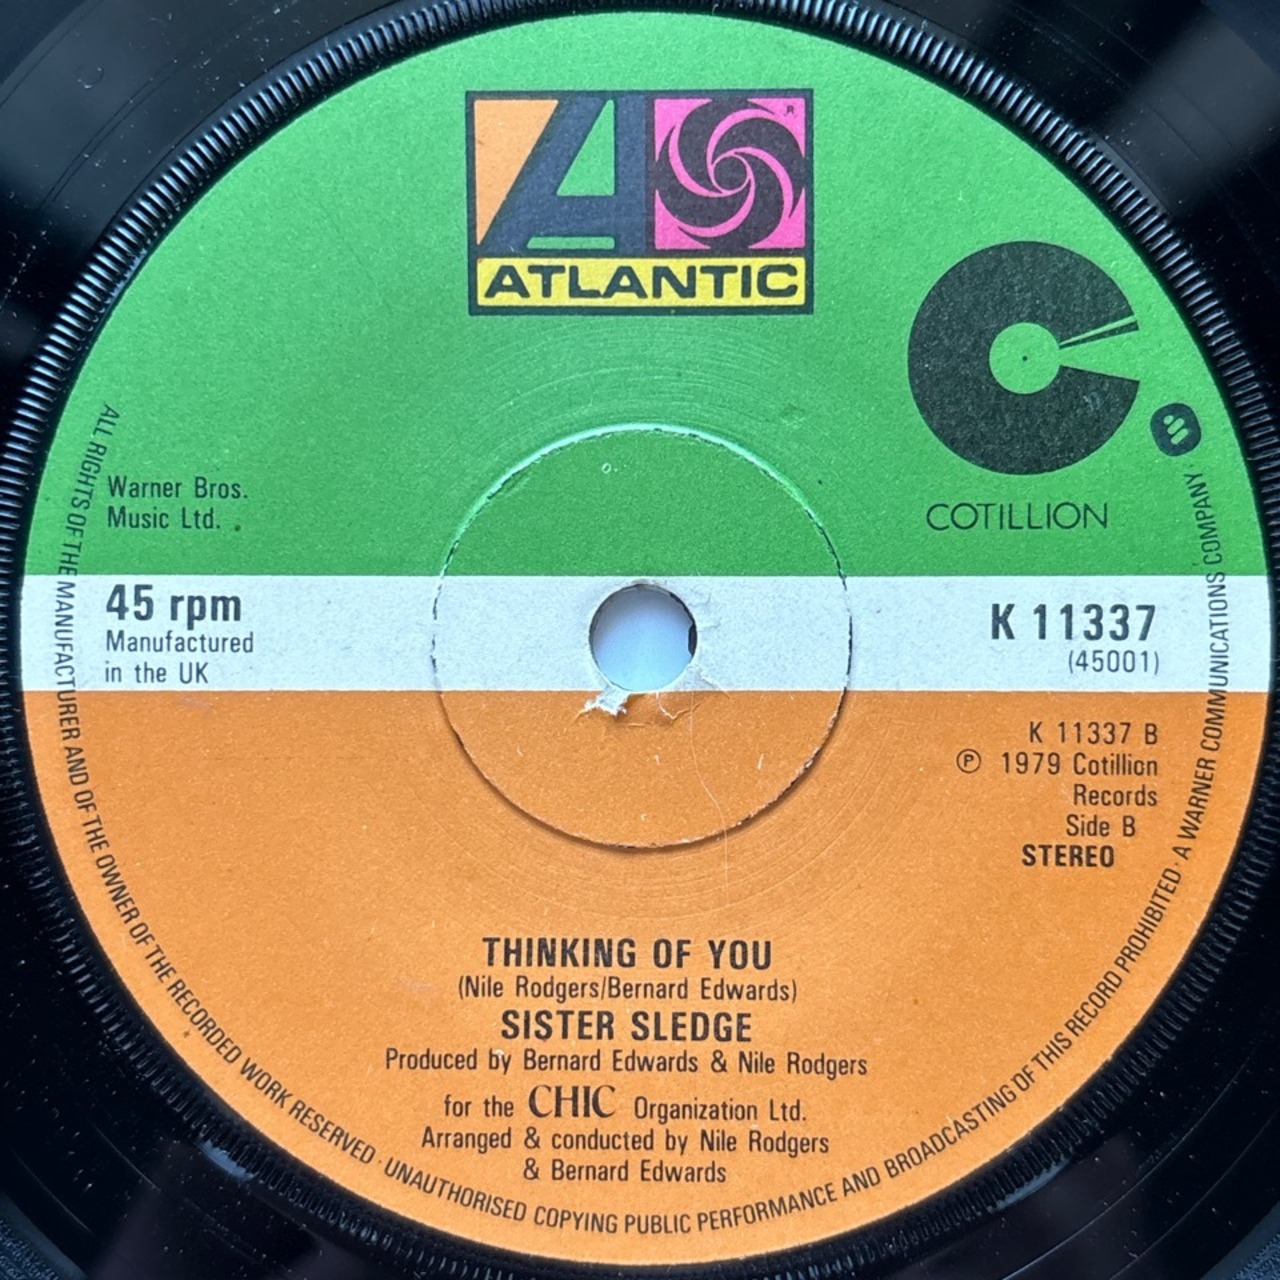 ATLANTIC
COTILLION
Warner Bros.
Music Ltd.
45 rpm
Manufactured
in the UK
K 11337
(45001)
K 11337 B
℗ 1979 Cotillion
Records
Side B
STEREO
THINKING OF YOU
(Nile Rodgers/Bernard Edwards)
SISTER SLEDGE
Produced by Bernard Edwards & Nile Rodgers
for the CHIC Organization Ltd.
Arranged & conducted by Nile Rodgers
& Bernard Edwards
ALL RIGHTS OF THE MANUFACTURER AND OF THE OWNER OF THE RECORDED WORK RESERVED · UNAUTHORISED COPYING PUBLIC PERFORMANCE AND BROADCASTING OF THIS RECORD PROHIBITED · A WARNER COMMUNICATIONS COMPANY